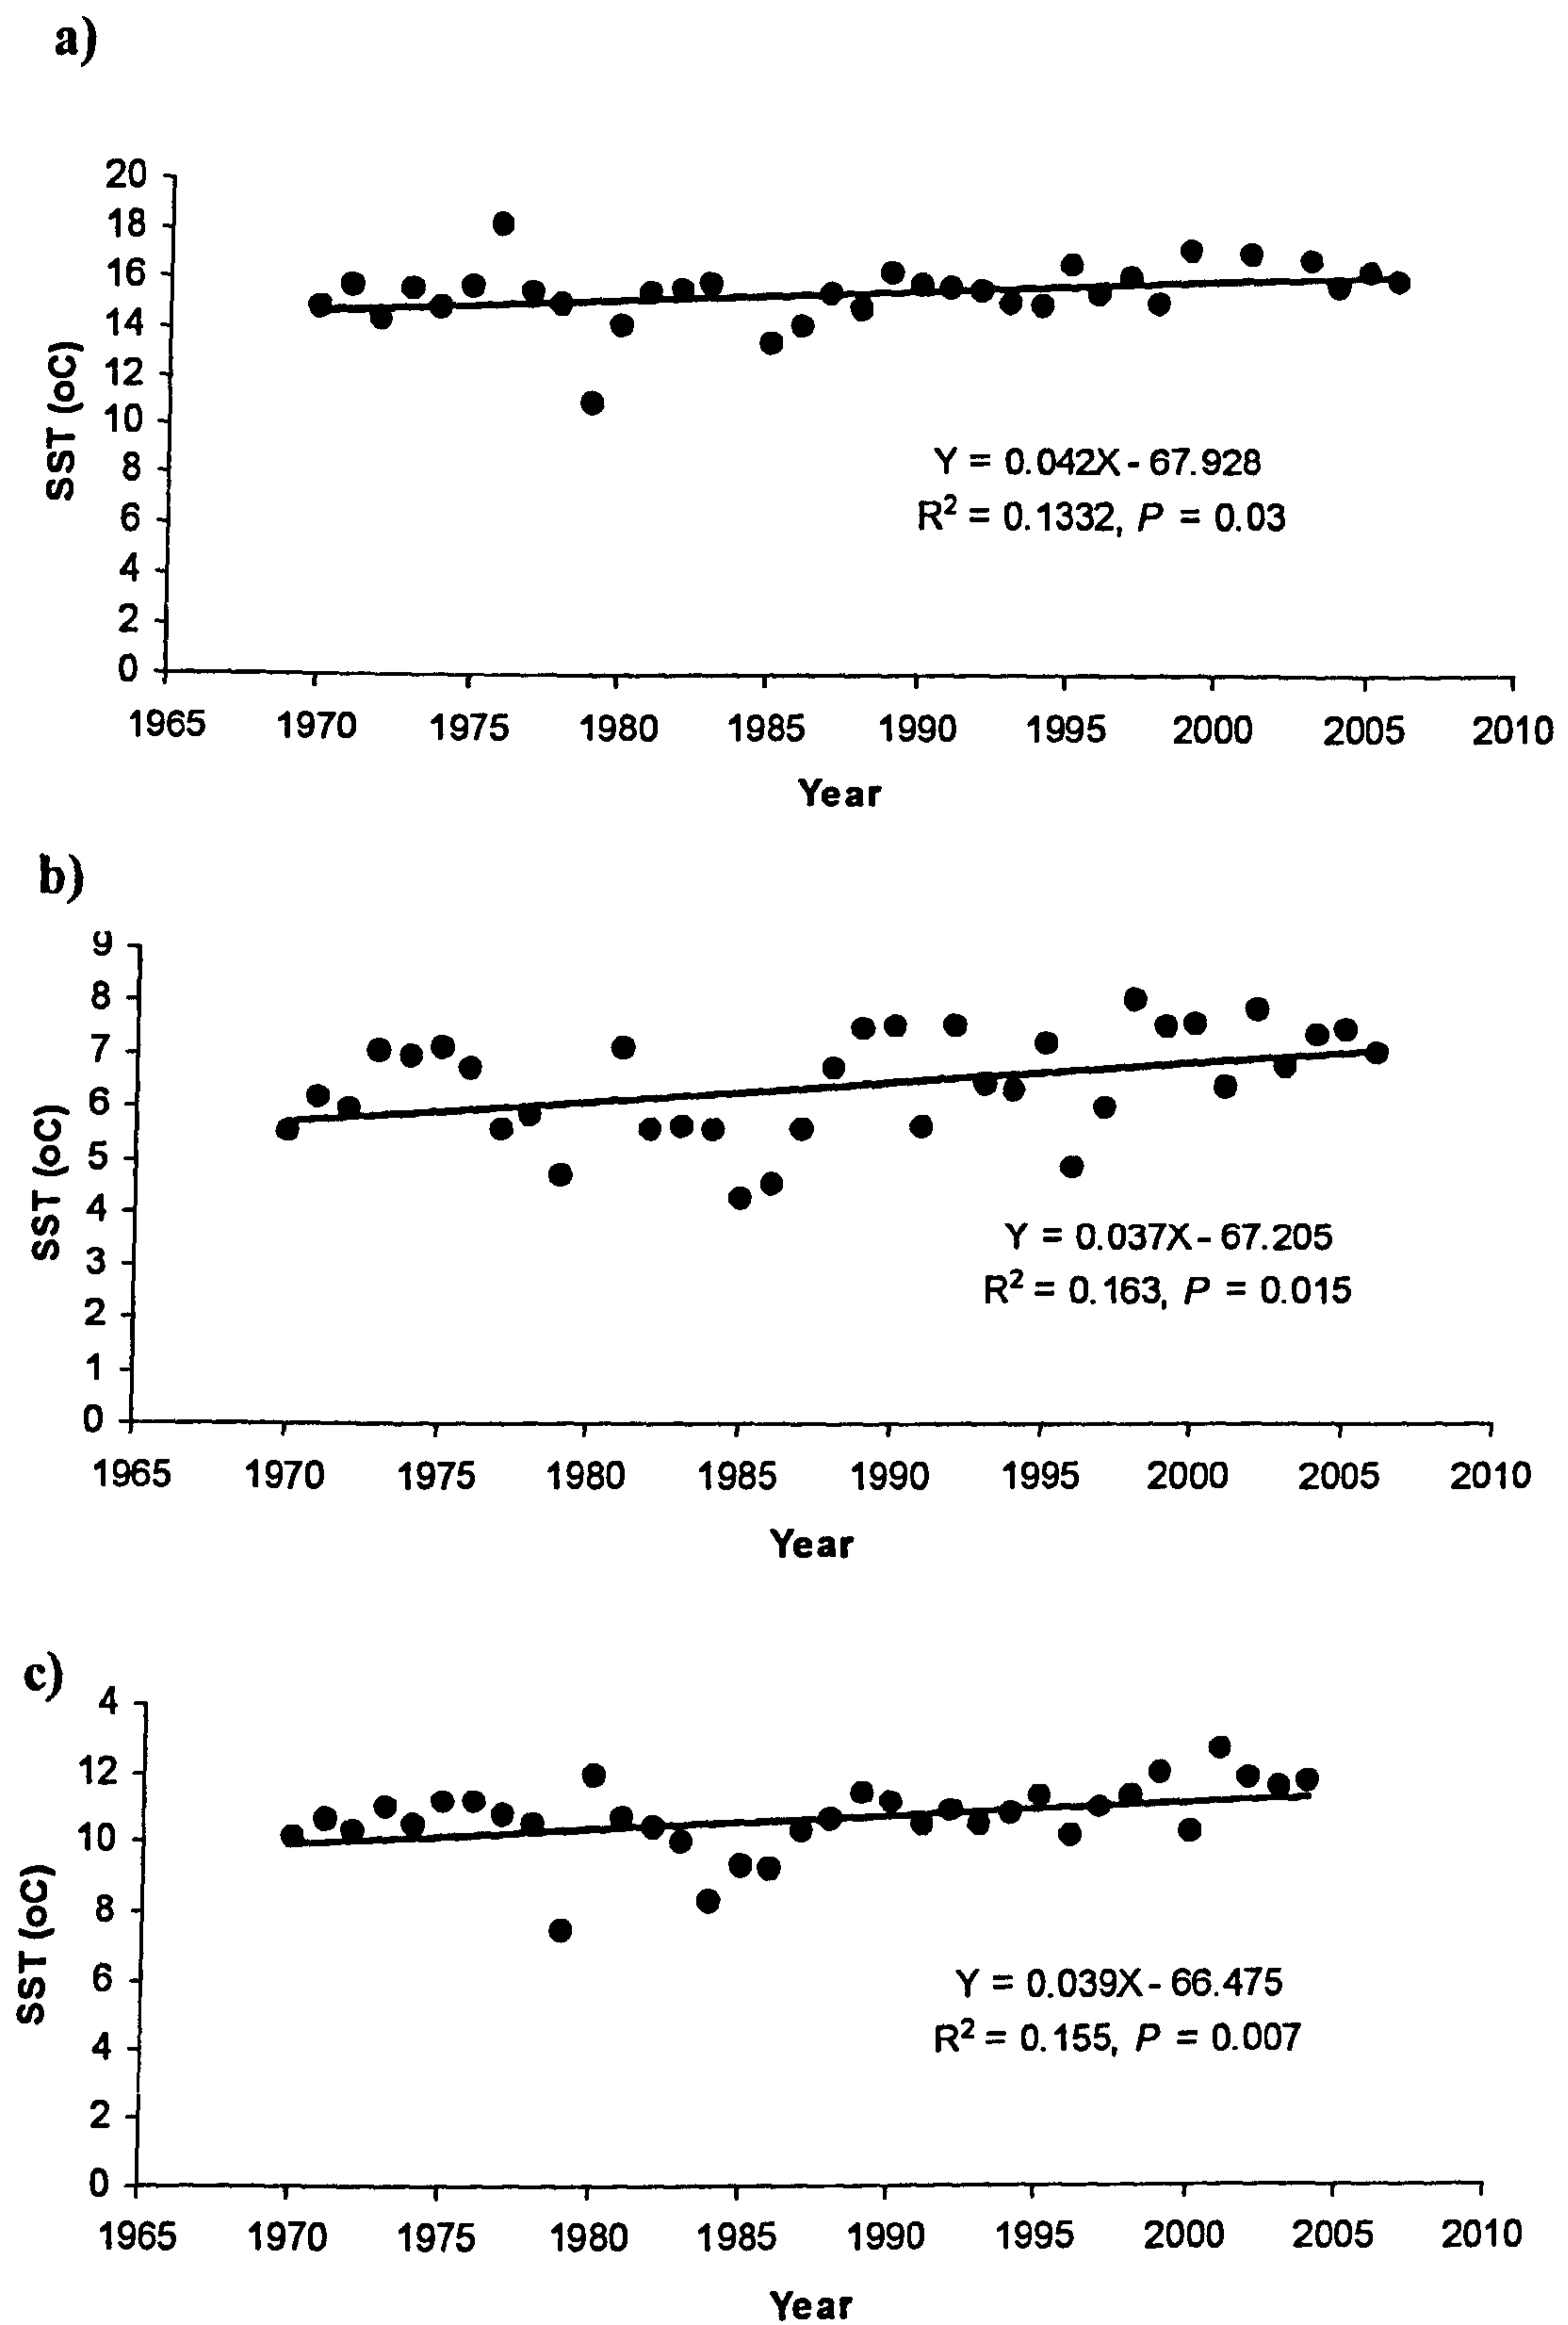 a)
20
18
16
14
12
10
8
6
4
2
0
SST (oC)
Y = 0.042X - 67.928
R² = 0.1332, P = 0.03
1965 1970 1975 1980 1985 1990 1995 2000 2005 2010
Year
b)
9
8
7
6
5
4
3
2
1
0
SST (oC)
Y = 0.037X - 67.205
R² = 0.163, P = 0.015
1965 1970 1975 1980 1985 1990 1995 2000 2005 2010
Year
c)
4
12
10
8
6
4
2
0
SST (oC)
Y = 0.039X - 66.475
R² = 0.155, P = 0.007
1965 1970 1975 1980 1985 1990 1995 2000 2005 2010
Year